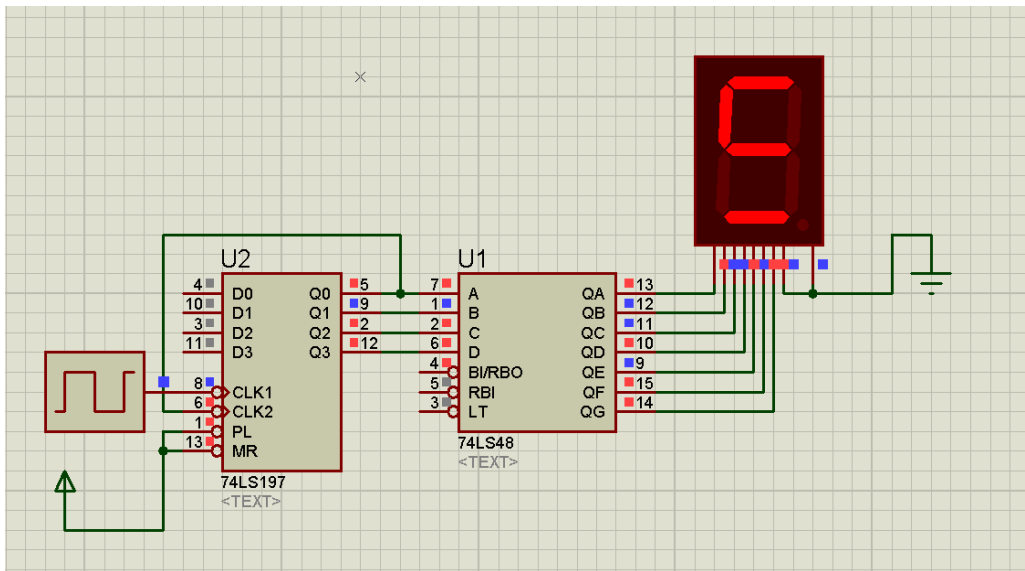 U2
4 D0 Q0 5
10 D1 Q1 9
3 D2 Q2 2
11 D3 Q3 12
8 CLK1
6 CLK2
1 PL
13 MR
74LS197
<TEXT>
U1
7 A QA 13
1 B QB 12
2 C QC 11
6 D QD 10
4 BI/RBO QE 9
5 RBI QF 15
3 LT QG 14
74LS48
<TEXT>